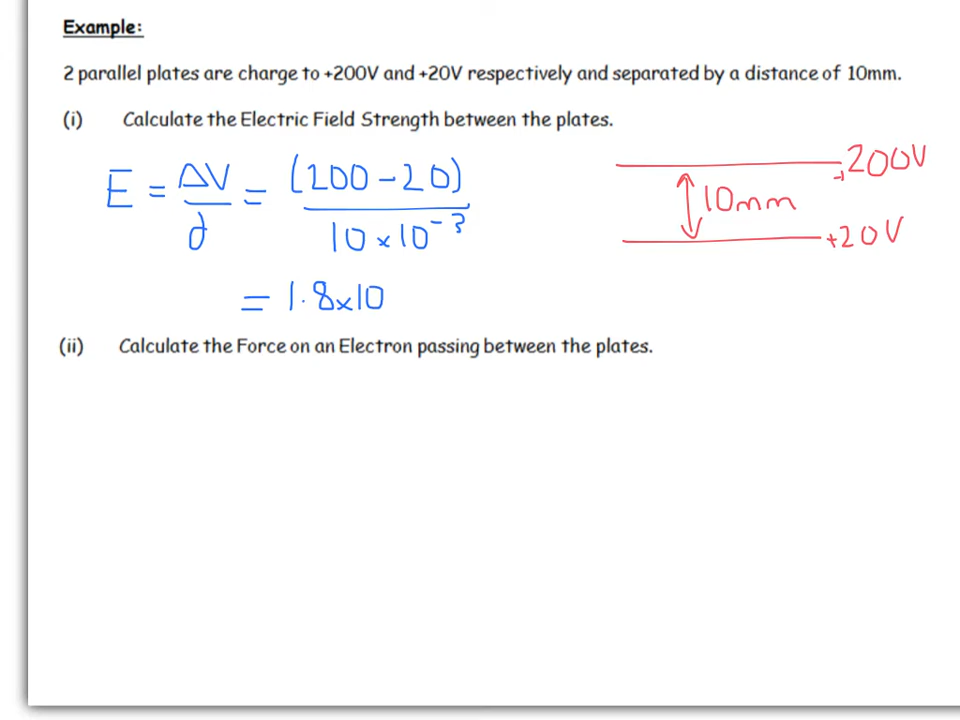 Example:
2 parallel plates are charge to +200V and +20V respectively and separated by a distance of 10mm.
(i) Calculate the Electric Field Strength between the plates.
E = ΔV/d = (200 - 20)/10 × 10⁻³
= 1.8×10
+200V
10mm
+20V
(ii) Calculate the Force on an Electron passing between the plates.